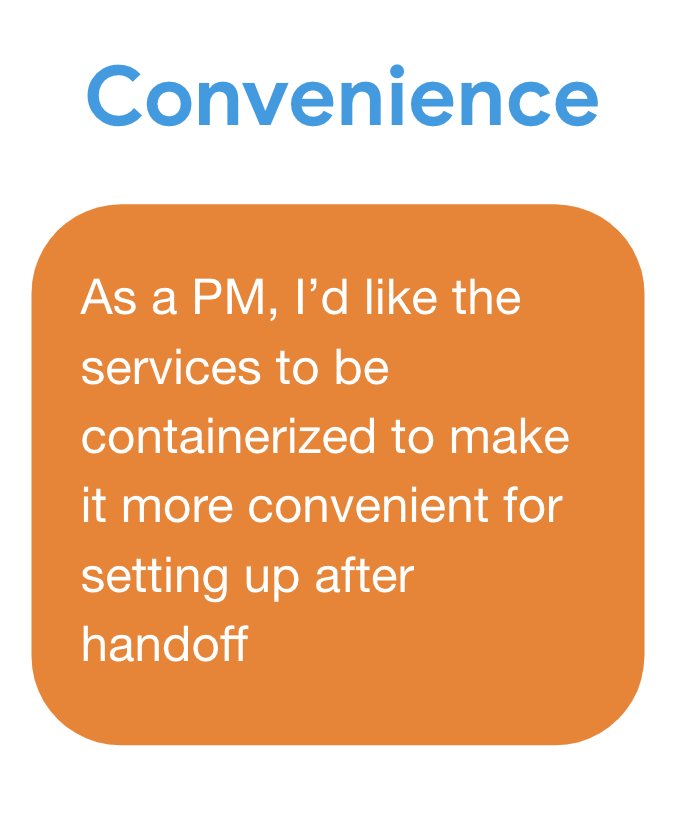 Convenience
As a PM, I’d like the
services to be
containerized to make
it more convenient for
setting up after
handoff